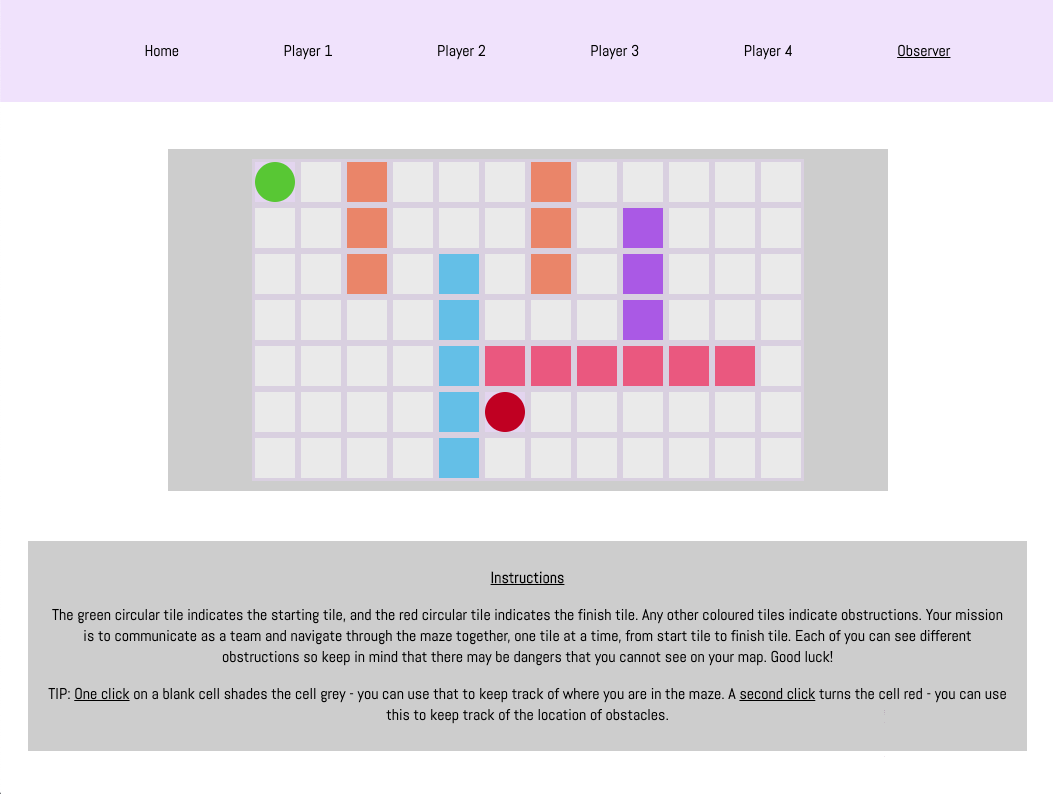 Home Player 1 Player 2 Player 3 Player 4 Observer
Instructions
The green circular tile indicates the starting tile, and the red circular tile indicates the finish tile. Any other coloured tiles indicate obstructions. Your mission
is to communicate as a team and navigate through the maze together, one tile at a time, from start tile to finish tile. Each of you can see different
obstructions so keep in mind that there may be dangers that you cannot see on your map. Good luck!
TIP: One click on a blank cell shades the cell grey - you can use that to keep track of where you are in the maze. A second click turns the cell red - you can use
this to keep track of the location of obstacles.